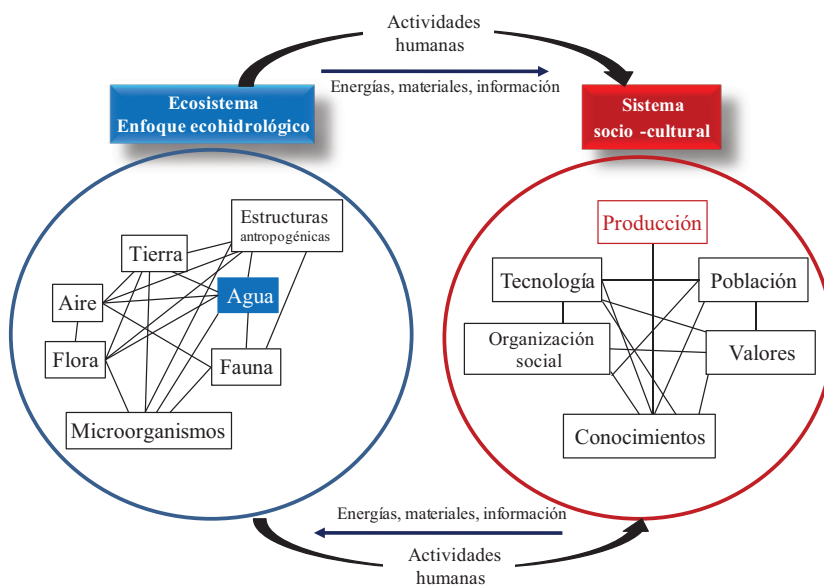 Actividades
humanas
Energías, materiales, información
Ecosistema
Enfoque ecohidrológico
Sistema
socio -cultural
Estructuras
antropogénicas
Tierra
Aire
Agua
Flora
Fauna
Microorganismos
Producción
Tecnología
Población
Organización
social
Valores
Conocimientos
Energías, materiales, información
Actividades
humanas